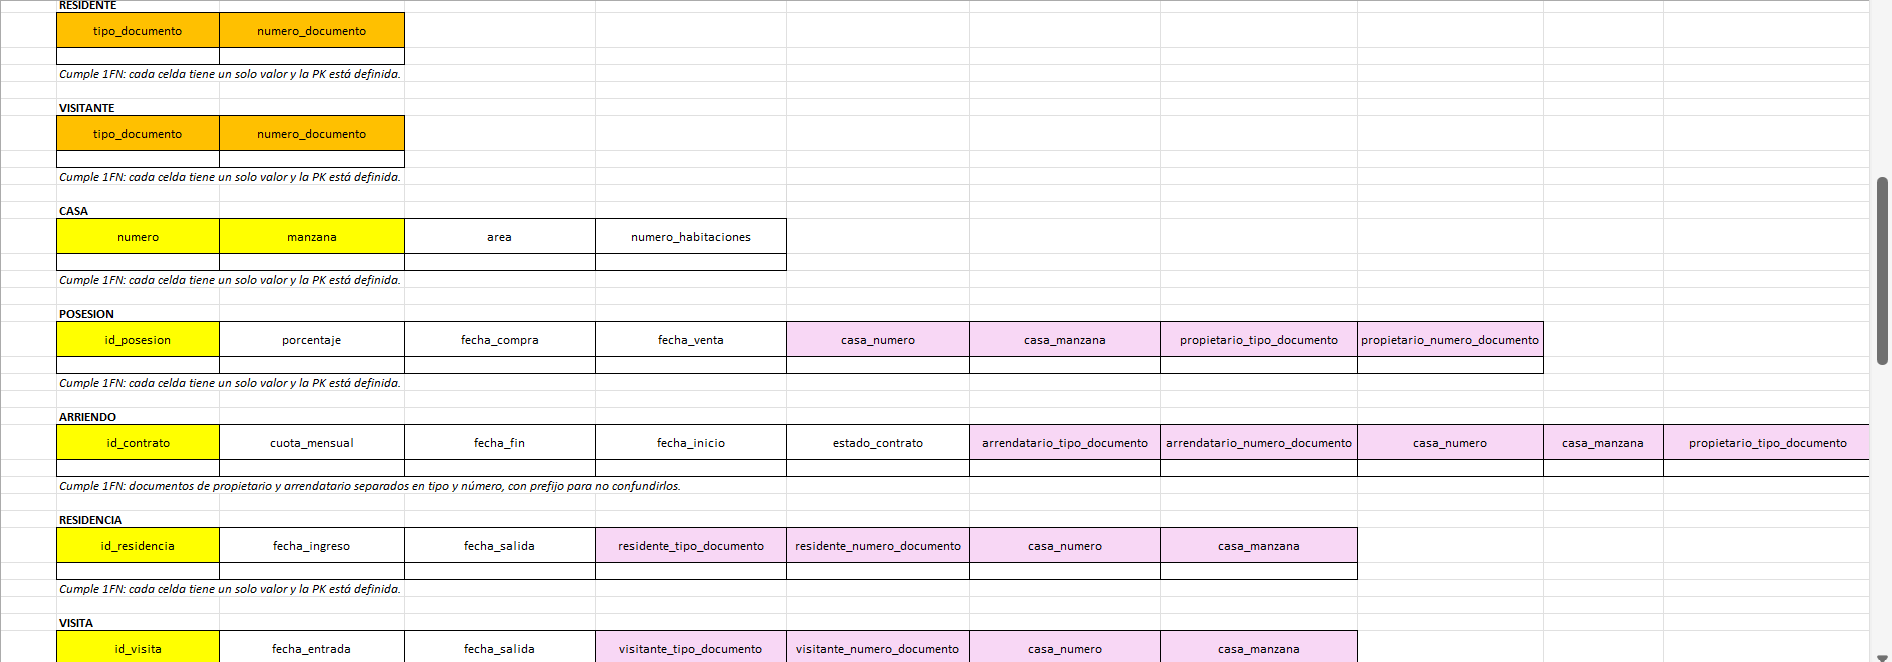 RESIDENTE
tipo_documento numero_documento
Cumple 1FN: cada celda tiene un solo valor y la PK está definida.
VISITANTE
tipo_documento numero_documento
Cumple 1FN: cada celda tiene un solo valor y la PK está definida.
CASA
numero manzana area numero_habitaciones
Cumple 1FN: cada celda tiene un solo valor y la PK está definida.
POSESION
id_posesion porcentaje fecha_compra fecha_venta casa_numero casa_manzana propietario_tipo_documento propietario_numero_documento
Cumple 1FN: cada celda tiene un solo valor y la PK está definida.
ARRIENDO
id_contrato cuota_mensual fecha_fin fecha_inicio estado_contrato arrendatario_tipo_documento arrendatario_numero_documento casa_numero casa_manzana propietario_tipo_documento
Cumple 1FN: documentos de propietario y arrendatario separados en tipo y número, con prefijo para no confundirlos.
RESIDENCIA
id_residencia fecha_ingreso fecha_salida residente_tipo_documento residente_numero_documento casa_numero casa_manzana
Cumple 1FN: cada celda tiene un solo valor y la PK está definida.
VISITA
id_visita fecha_entrada fecha_salida visitante_tipo_documento visitante_numero_documento casa_numero casa_manzana